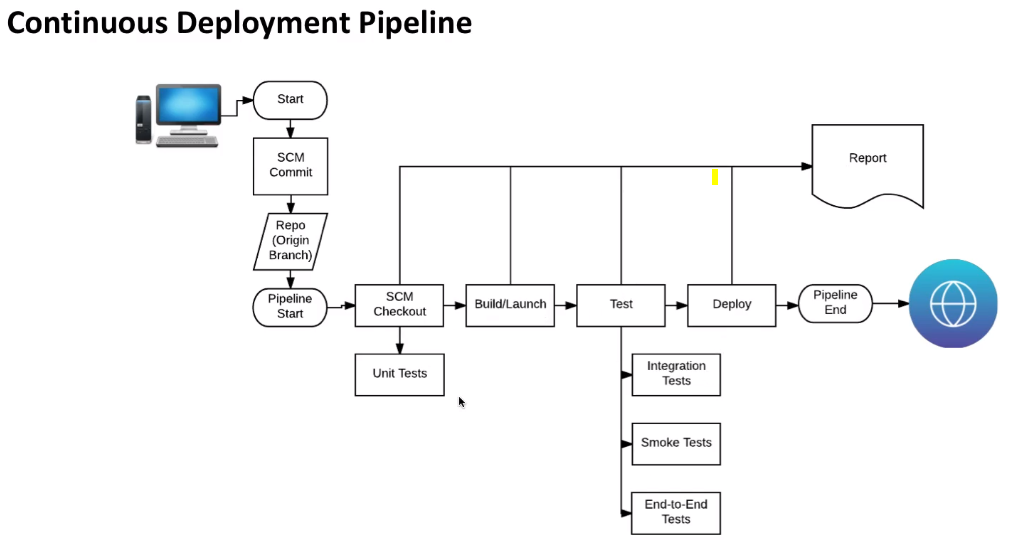 Continuous Deployment Pipeline
Start
SCM
Commit
Repo
(Origin
Branch)
Pipeline
Start
SCM
Checkout
Build/Launch
Test
Deploy
Pipeline
End
Report
Unit Tests
Integration
Tests
Smoke Tests
End-to-End
Tests